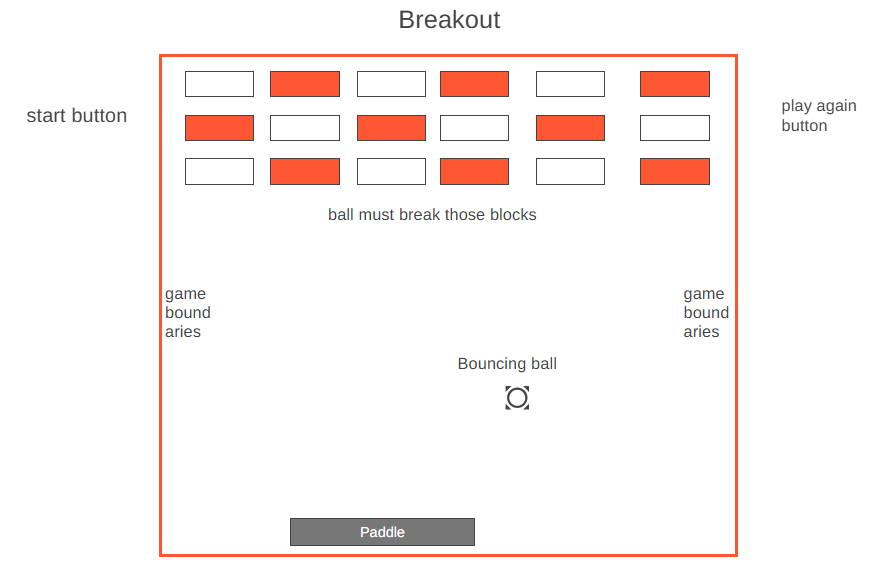 Breakout
start button
play again
button
ball must break those blocks
game
bound
aries
game
bound
aries
Bouncing ball
Paddle